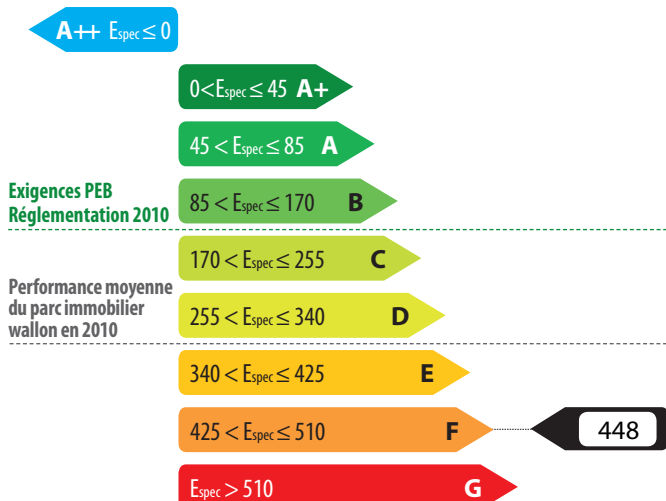 A++ Espec ≤ 0
0 < Espec ≤ 45 A+
45 < Espec ≤ 85 A
Exigences PEB
Réglementation 2010
85 < Espec ≤ 170 B
170 < Espec ≤ 255 C
Performance moyenne
du parc immobilier
wallon en 2010
255 < Espec ≤ 340 D
340 < Espec ≤ 425 E
425 < Espec ≤ 510 F 448
Espec > 510 G